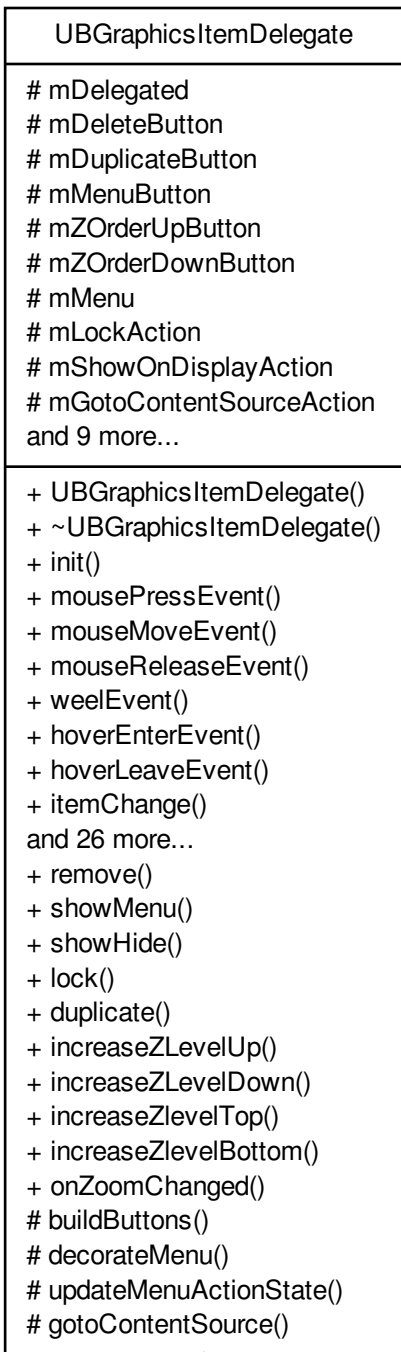 UBGraphicsItemDelegate
# mDelegated
# mDeleteButton
# mDuplicateButton
# mMenuButton
# mZOrderUpButton
# mZOrderDownButton
# mMenu
# mLockAction
# mShowOnDisplayAction
# mGotoContentSourceAction
and 9 more...
+ UBGraphicsItemDelegate()
+ ~UBGraphicsItemDelegate()
+ init()
+ mousePressEvent()
+ mouseMoveEvent()
+ mouseReleaseEvent()
+ weelEvent()
+ hoverEnterEvent()
+ hoverLeaveEvent()
+ itemChange()
and 26 more...
+ remove()
+ showMenu()
+ showHide()
+ lock()
+ duplicate()
+ increaseZLevelUp()
+ increaseZLevelDown()
+ increaseZlevelTop()
+ increaseZlevelBottom()
+ onZoomChanged()
# buildButtons()
# decorateMenu()
# updateMenuActionState()
# gotoContentSource()